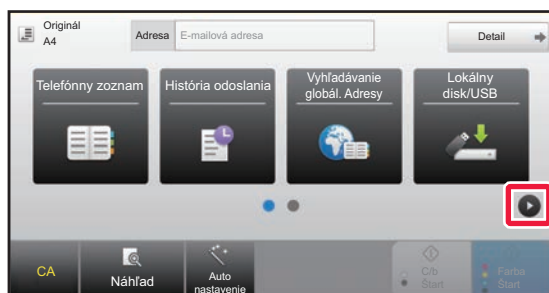 Originál
A4
Adresa E-mailová adresa
Detail
Telefónny zoznam
História odoslania
Vyhľadávanie
globál. Adresy
Lokálny
disk/USB
CA
Náhľad
Auto
nastavenie
C/b
Štart
Farba
Štart